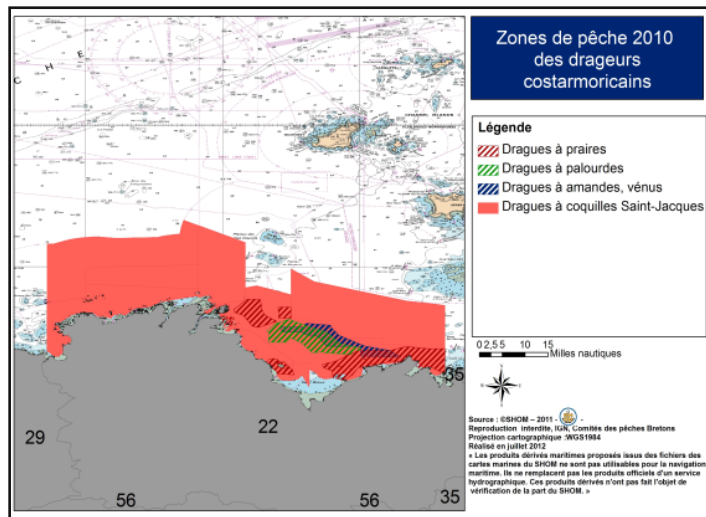 Zones de pêche 2010
des drageurs
costarmoricains
Légende
Dragues à praires
Dragues à palourdes
Dragues à amandes, vénus
Dragues à coquilles Saint-Jacques
0 2,5 5 10 15
Milles nautiques
C H E
29
22
35
56
56
35
Source : ©SHOM – 2011 - -
Reproduction interdite, IGN, Comités des pêches Bretons
Projection cartographique :WGS1984
Réalisé en juillet 2012
« Les produits dérivés maritimes proposés issus des fichiers des
cartes marines du SHOM ne sont pas utilisables pour la navigation
maritime. Ils ne remplacent pas les produits officiels d'un service
hydrographique. Ces produits dérivés n'ont pas fait l'objet de
vérification de la part du SHOM. »